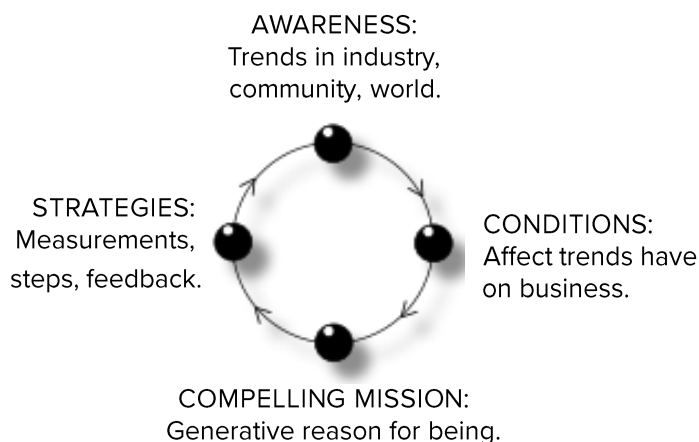 AWARENESS:
Trends in industry,
community, world.
STRATEGIES:
Measurements,
steps, feedback.
CONDITIONS:
Affect trends have
on business.
COMPELLING MISSION:
Generative reason for being.